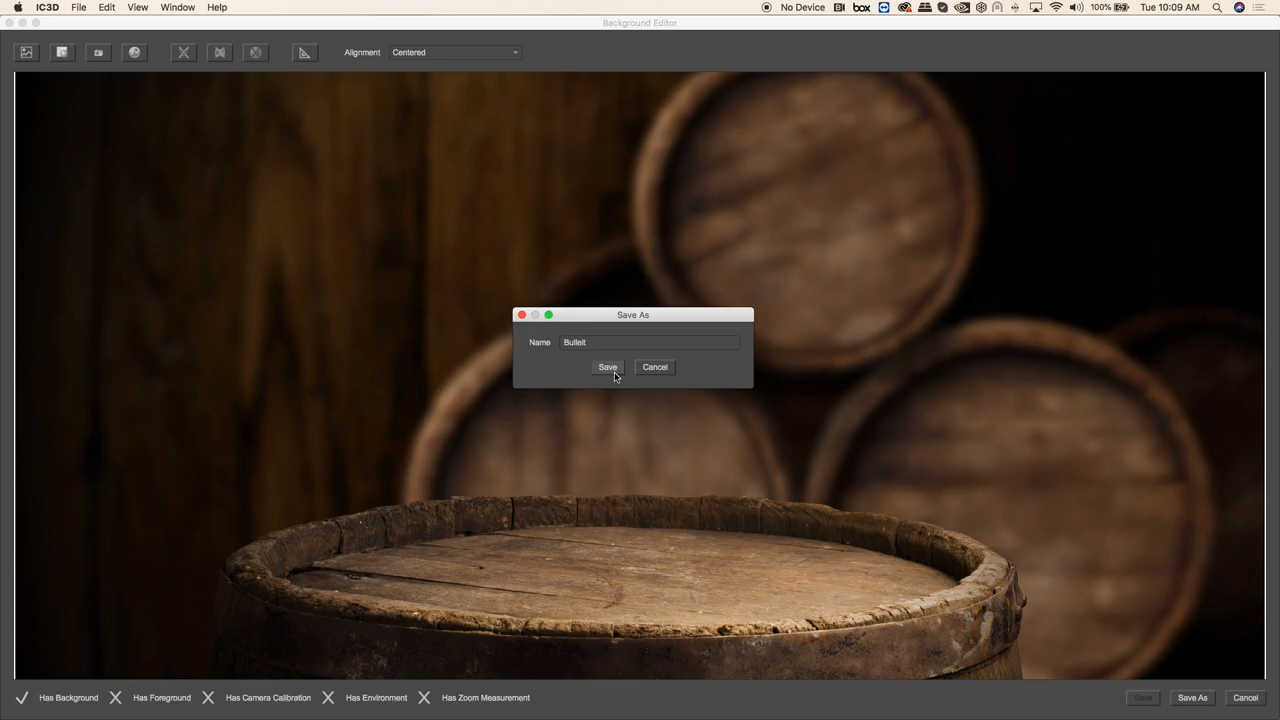 IC3D File Edit View Window Help No Device box 100% Tue 10:09 AM
Background Editor
Alignment Centered
Save As
Name Bulleit
Save Cancel
Has Background Has Foreground Has Camera Calibration Has Environment Has Zoom Measurement Save Save As Cancel